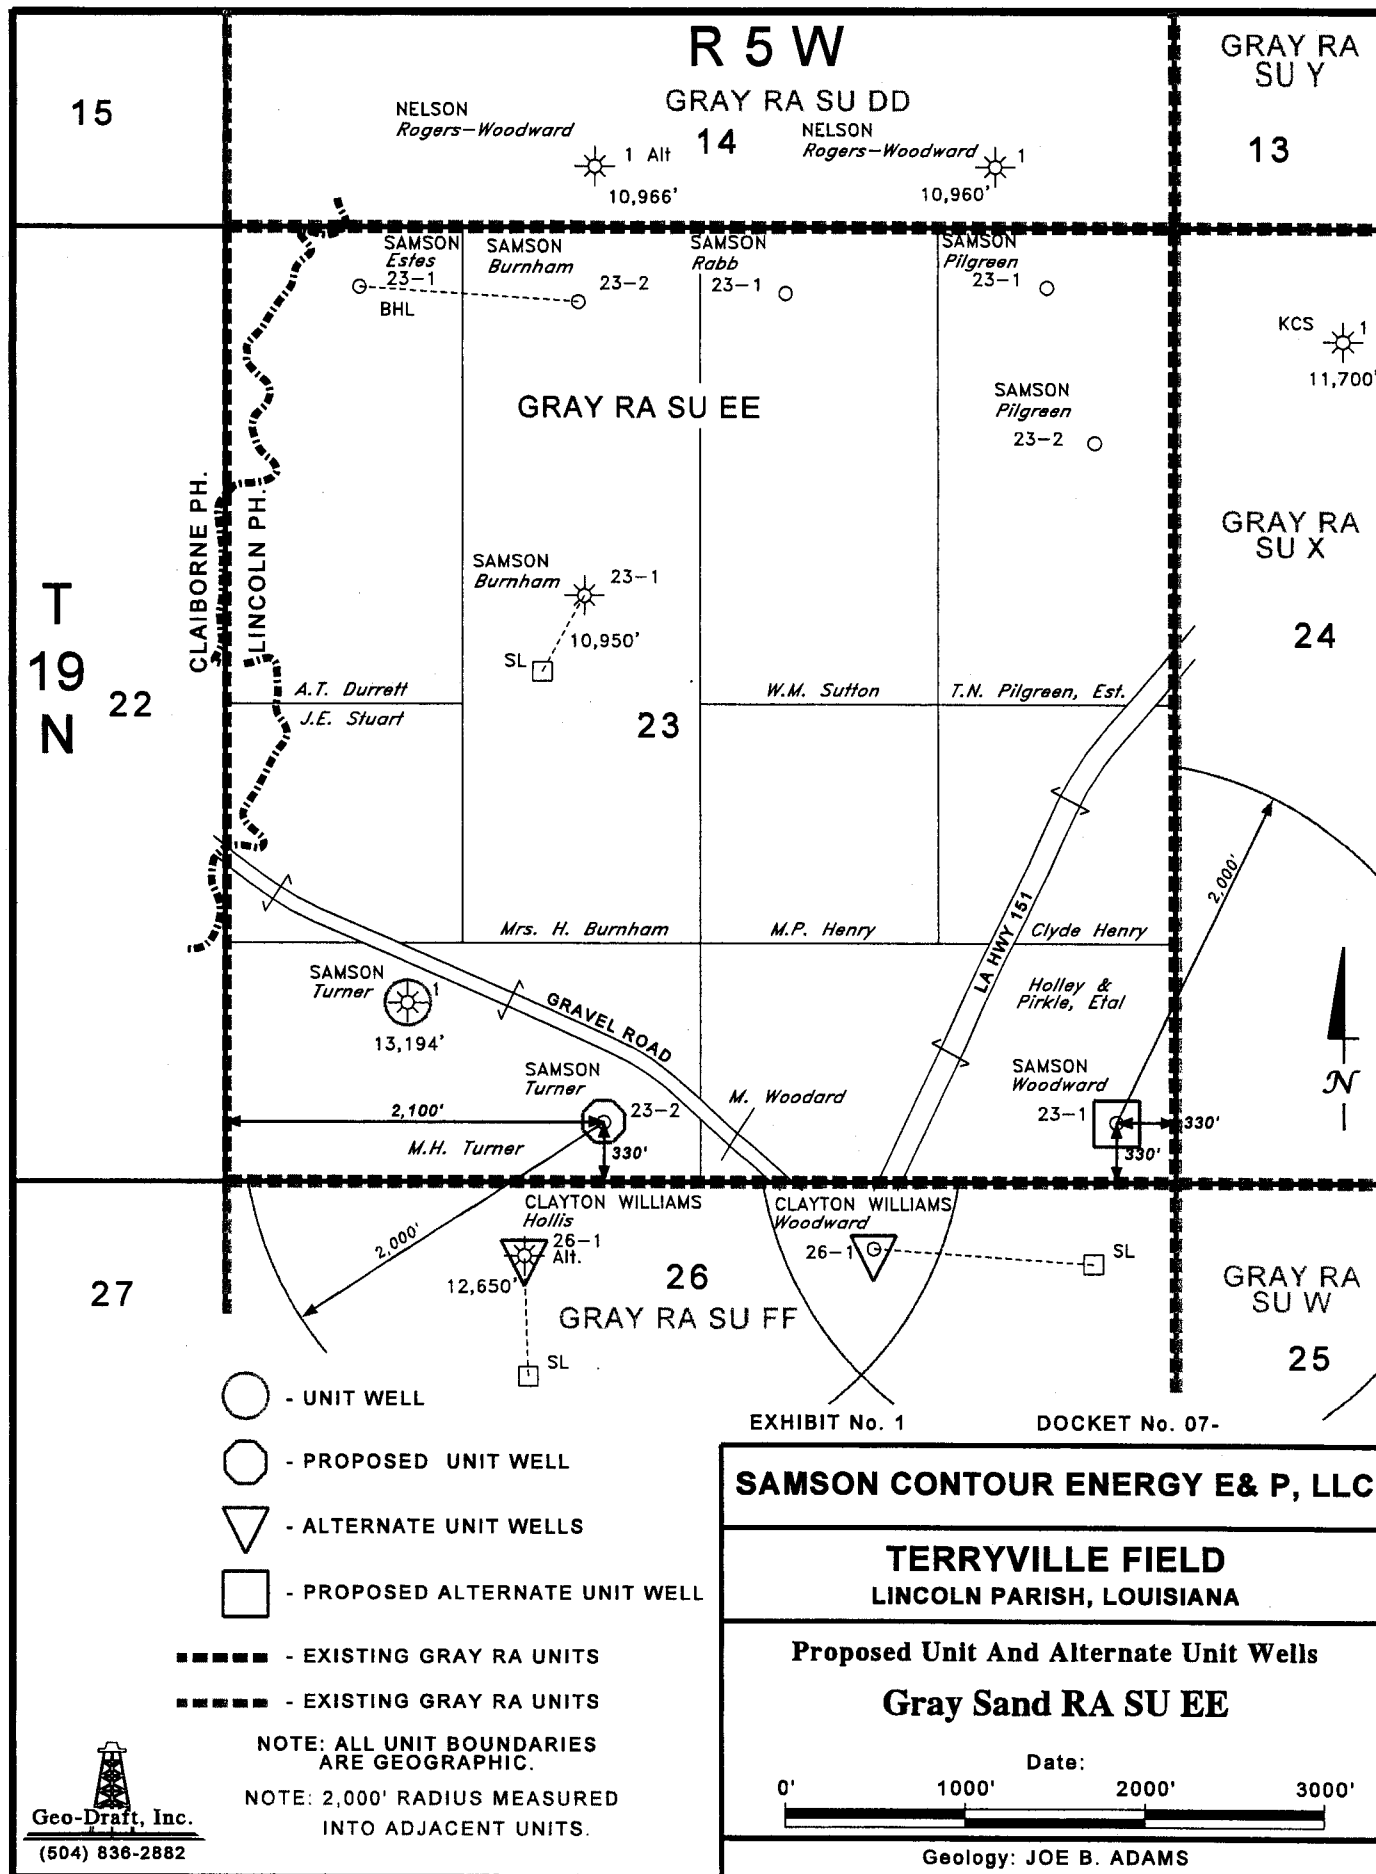 R 5 W
GRAY RA SU DD
14
15
NELSON
Rogers-Woodward
1 Alt
10,966'
NELSON
Rogers-Woodward
1
10,960'
GRAY RA
SU Y
13
SAMSON
Estes
23-1
BHL
SAMSON
Burnham
23-2
SAMSON
Rabb
23-1
SAMSON
Pilgreen
23-1
KCS
1
11,700'
GRAY RA SU EE
SAMSON
Pilgreen
23-2
CLAIBORNE PH.
LINCOLN PH.
GRAY RA
SU X
24
SAMSON
Burnham
23-1
10,950'
SL
T
19
N
22
A.T. Durrett
J.E. Stuart
23
W.M. Sutton
T.N. Pilgreen, Est.
2,000'
Mrs. H. Burnham
M.P. Henry
Clyde Henry
LA HWY 151
SAMSON
Turner
1
13,194'
GRAVEL ROAD
Holley &
Pirkle, Etal
SAMSON
Turner
23-2
2,100'
330'
M.H. Turner
M. Woodard
SAMSON
Woodward
23-1
330'
330'
N
2,000'
CLAYTON WILLIAMS
Hollis
26-1
Alt.
12,650'
SL
CLAYTON WILLIAMS
Woodward
26-1
SL
27
26
GRAY RA SU FF
GRAY RA
SU W
25
- UNIT WELL
- PROPOSED UNIT WELL
- ALTERNATE UNIT WELLS
- PROPOSED ALTERNATE UNIT WELL
- EXISTING GRAY RA UNITS
- EXISTING GRAY RA UNITS
NOTE: ALL UNIT BOUNDARIES
ARE GEOGRAPHIC.
NOTE: 2,000' RADIUS MEASURED
INTO ADJACENT UNITS.
Geo-Draft, Inc.
(504) 836-2882
EXHIBIT No. 1
DOCKET No. 07-
SAMSON CONTOUR ENERGY E& P, LLC
TERRYVILLE FIELD
LINCOLN PARISH, LOUISIANA
Proposed Unit And Alternate Unit Wells
Gray Sand RA SU EE
Date:
0' 1000' 2000' 3000'
Geology: JOE B. ADAMS